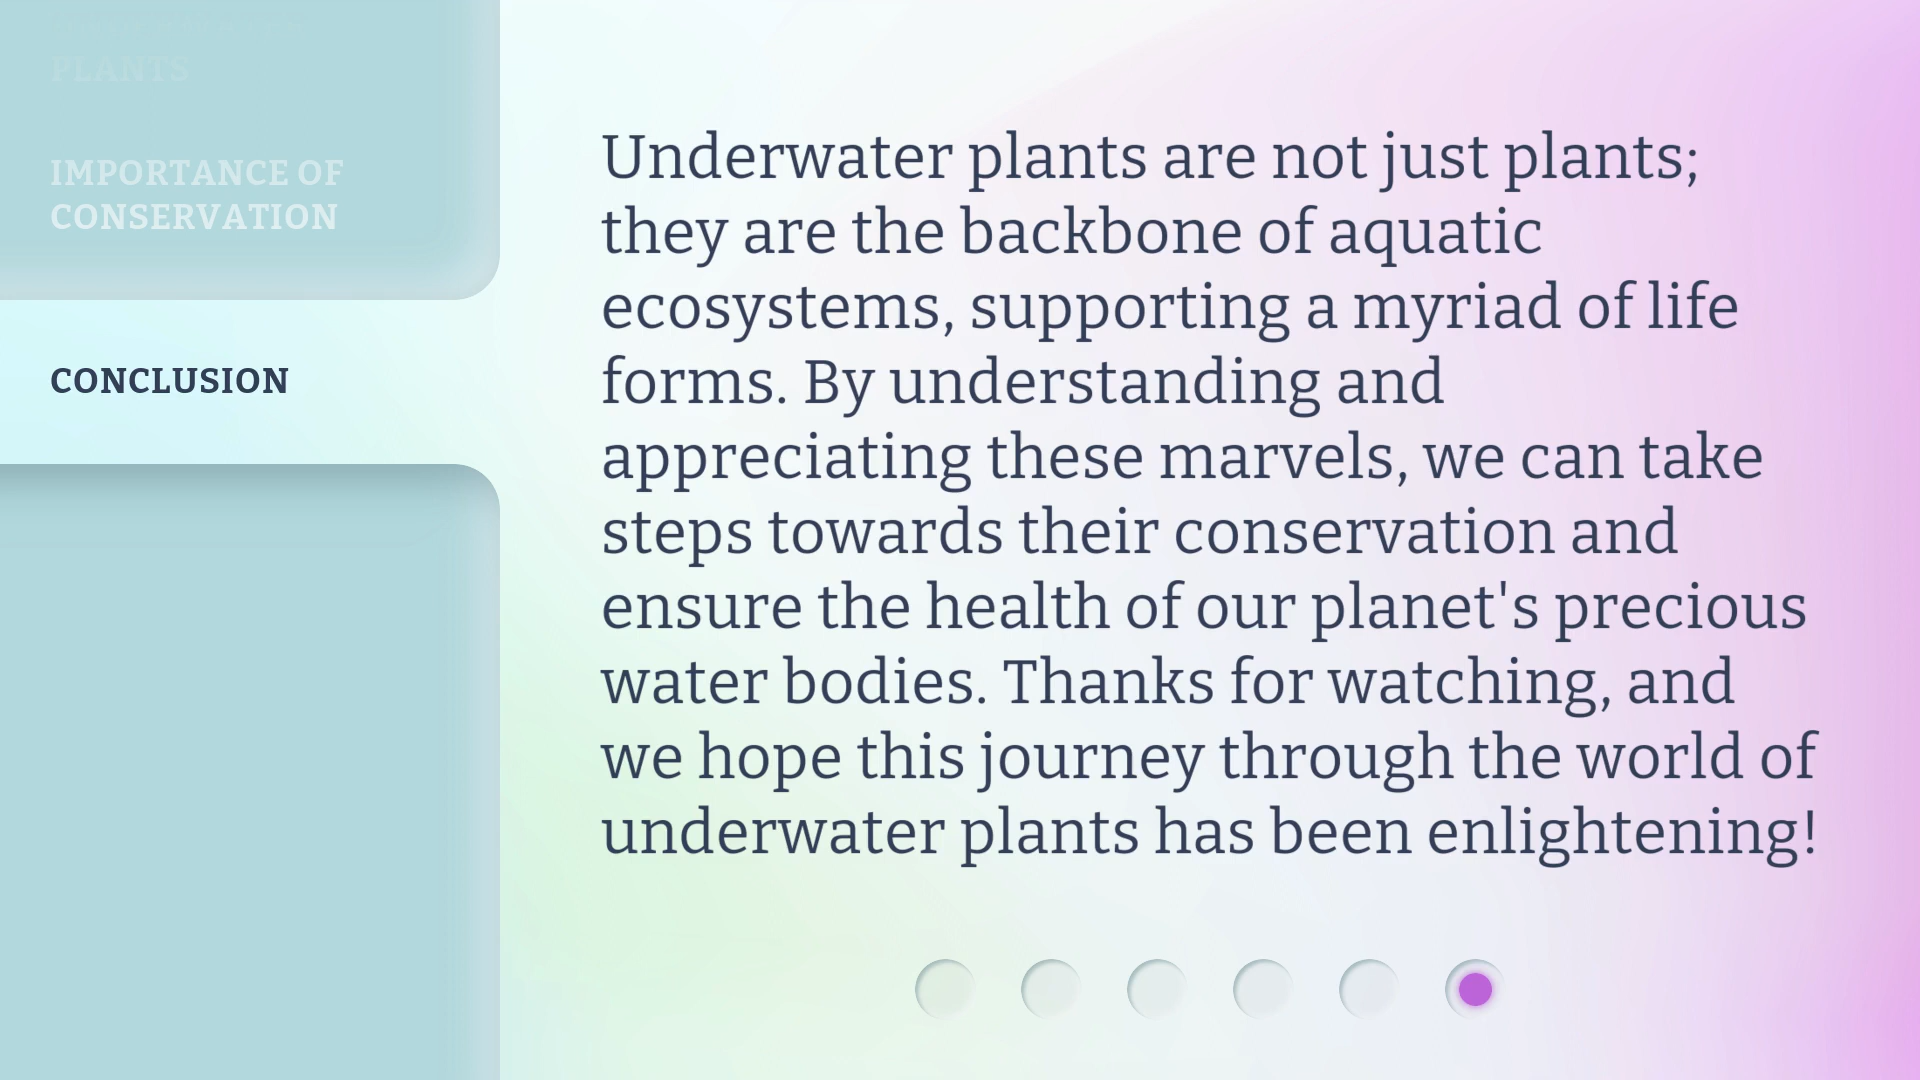 PLANTS
IMPORTANCE OF
CONSERVATION
CONCLUSION
Underwater plants are not just plants;
they are the backbone of aquatic
ecosystems, supporting a myriad of life
forms. By understanding and
appreciating these marvels, we can take
steps towards their conservation and
ensure the health of our planet's precious
water bodies. Thanks for watching, and
we hope this journey through the world of
underwater plants has been enlightening!